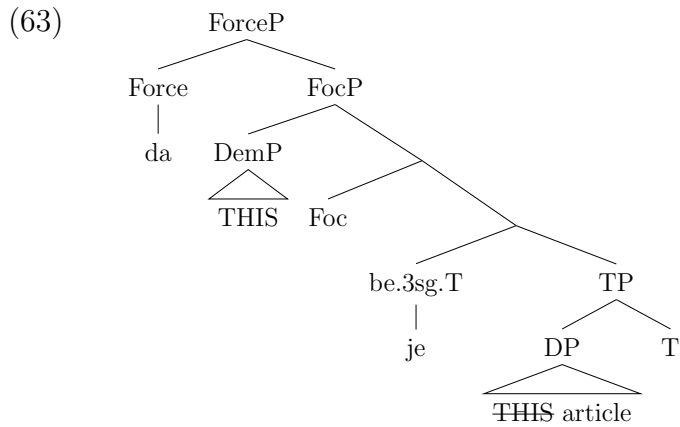 (63)
ForceP
Force FocP
da DemP
THIS Foc
be.3sg.T TP
je DP T
THIS article